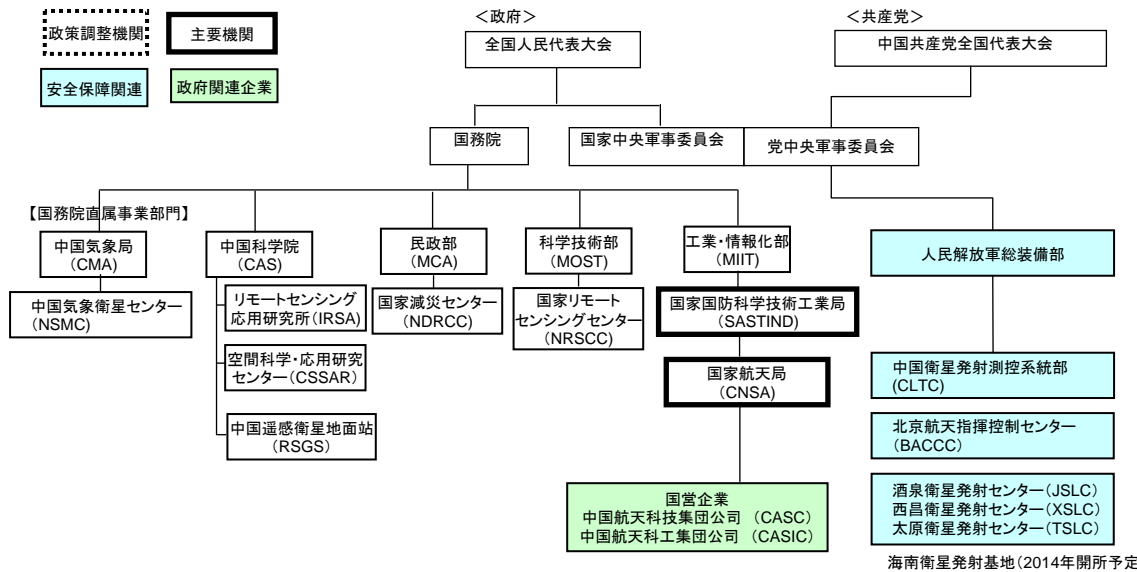 政策調整機関
主要機関
安全保障関連
政府関連企業
＜政府＞
全国人民代表大会
＜共産党＞
中国共産党全国代表大会
国務院
国家中央軍事委員会
党中央軍事委員会
【国務院直属事業部門】
中国気象局
(CMA)
中国気象衛星センター
(NSMC)
中国科学院
(CAS)
リモートセンシング
応用研究所(IRSA)
空間科学・応用研究
センター(CSSAR)
中国遥感衛星地面站
(RSGS)
民政部
(MCA)
国家減災センター
(NDRCC)
科学技術部
(MOST)
国家リモート
センシングセンター
(NRSCC)
工業・情報化部
(MIIT)
国家国防科学技術工業局
(SASTIND)
国家航天局
(CNSA)
国営企業
中国航天科技集団公司 (CASC)
中国航天科工集団公司 (CASIC)
人民解放軍総装備部
中国衛星発射測控系統部
(CLTC)
北京航天指揮控制センター
(BACCC)
酒泉衛星発射センター(JSLC)
西昌衛星発射センター(XSLC)
太原衛星発射センター(TSLC)
海南衛星発射基地(2014年開所予定